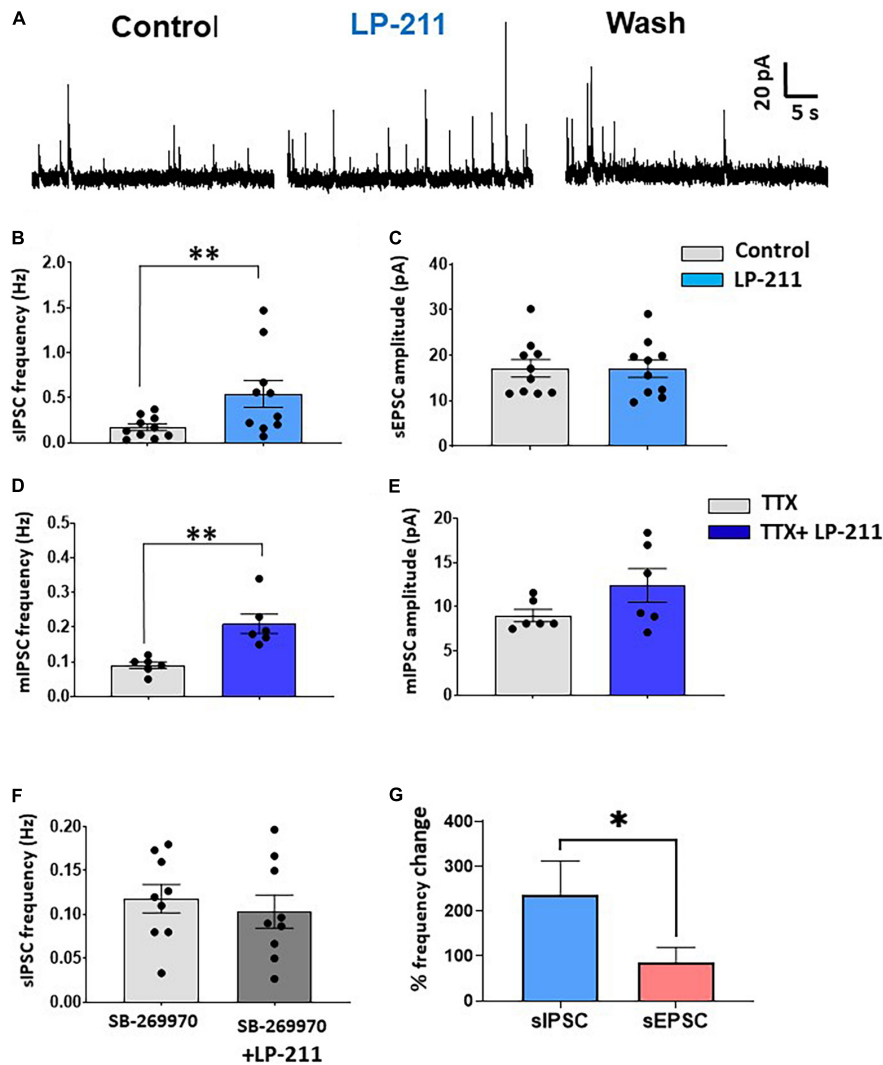 A
Control
LP-211
Wash
20 pA
5 s
B
**
sIPSC frequency (Hz)
2.0
1.5
1.0
0.5
0.0
C
Control
LP-211
sEPSC amplitude (pA)
40
30
20
10
0
D
**
mIPSC frequency (Hz)
0.5
0.4
0.3
0.2
0.1
0.0
E
TTX
TTX+ LP-211
mIPSC amplitude (pA)
20
15
10
5
0
F
sIPSC frequency (Hz)
0.20
0.15
0.10
0.05
0.00
SB-269970
SB-269970
+LP-211
G
*
% frequency change
400
300
200
100
0
sIPSC
sEPSC